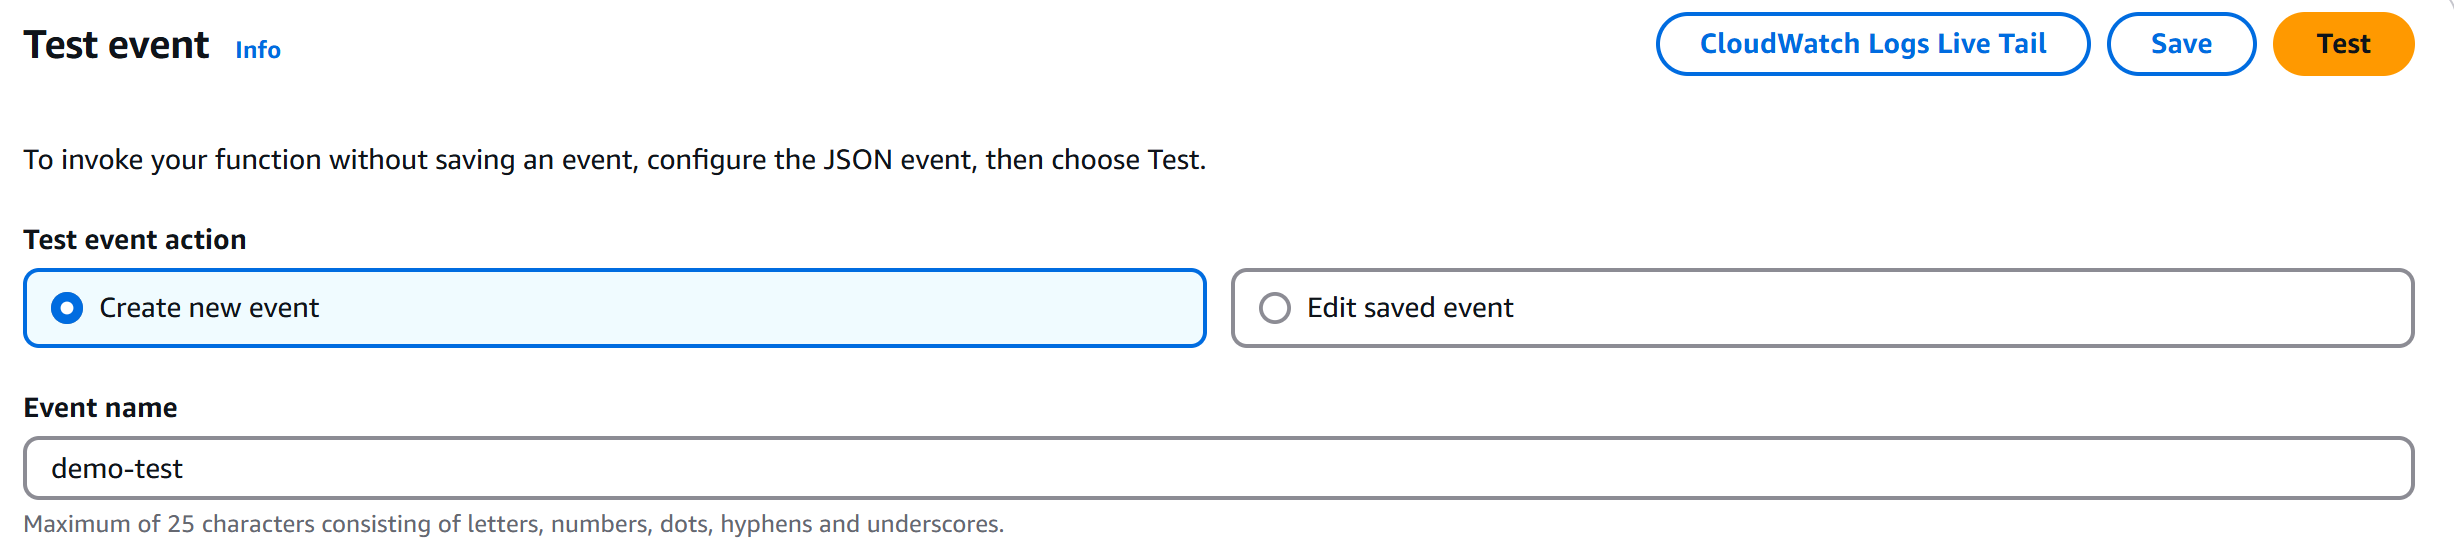 Test event Info CloudWatch Logs Live Tail Save Test
To invoke your function without saving an event, configure the JSON event, then choose Test.
Test event action
Create new event Edit saved event
Event name
demo-test
Maximum of 25 characters consisting of letters, numbers, dots, hyphens and underscores.